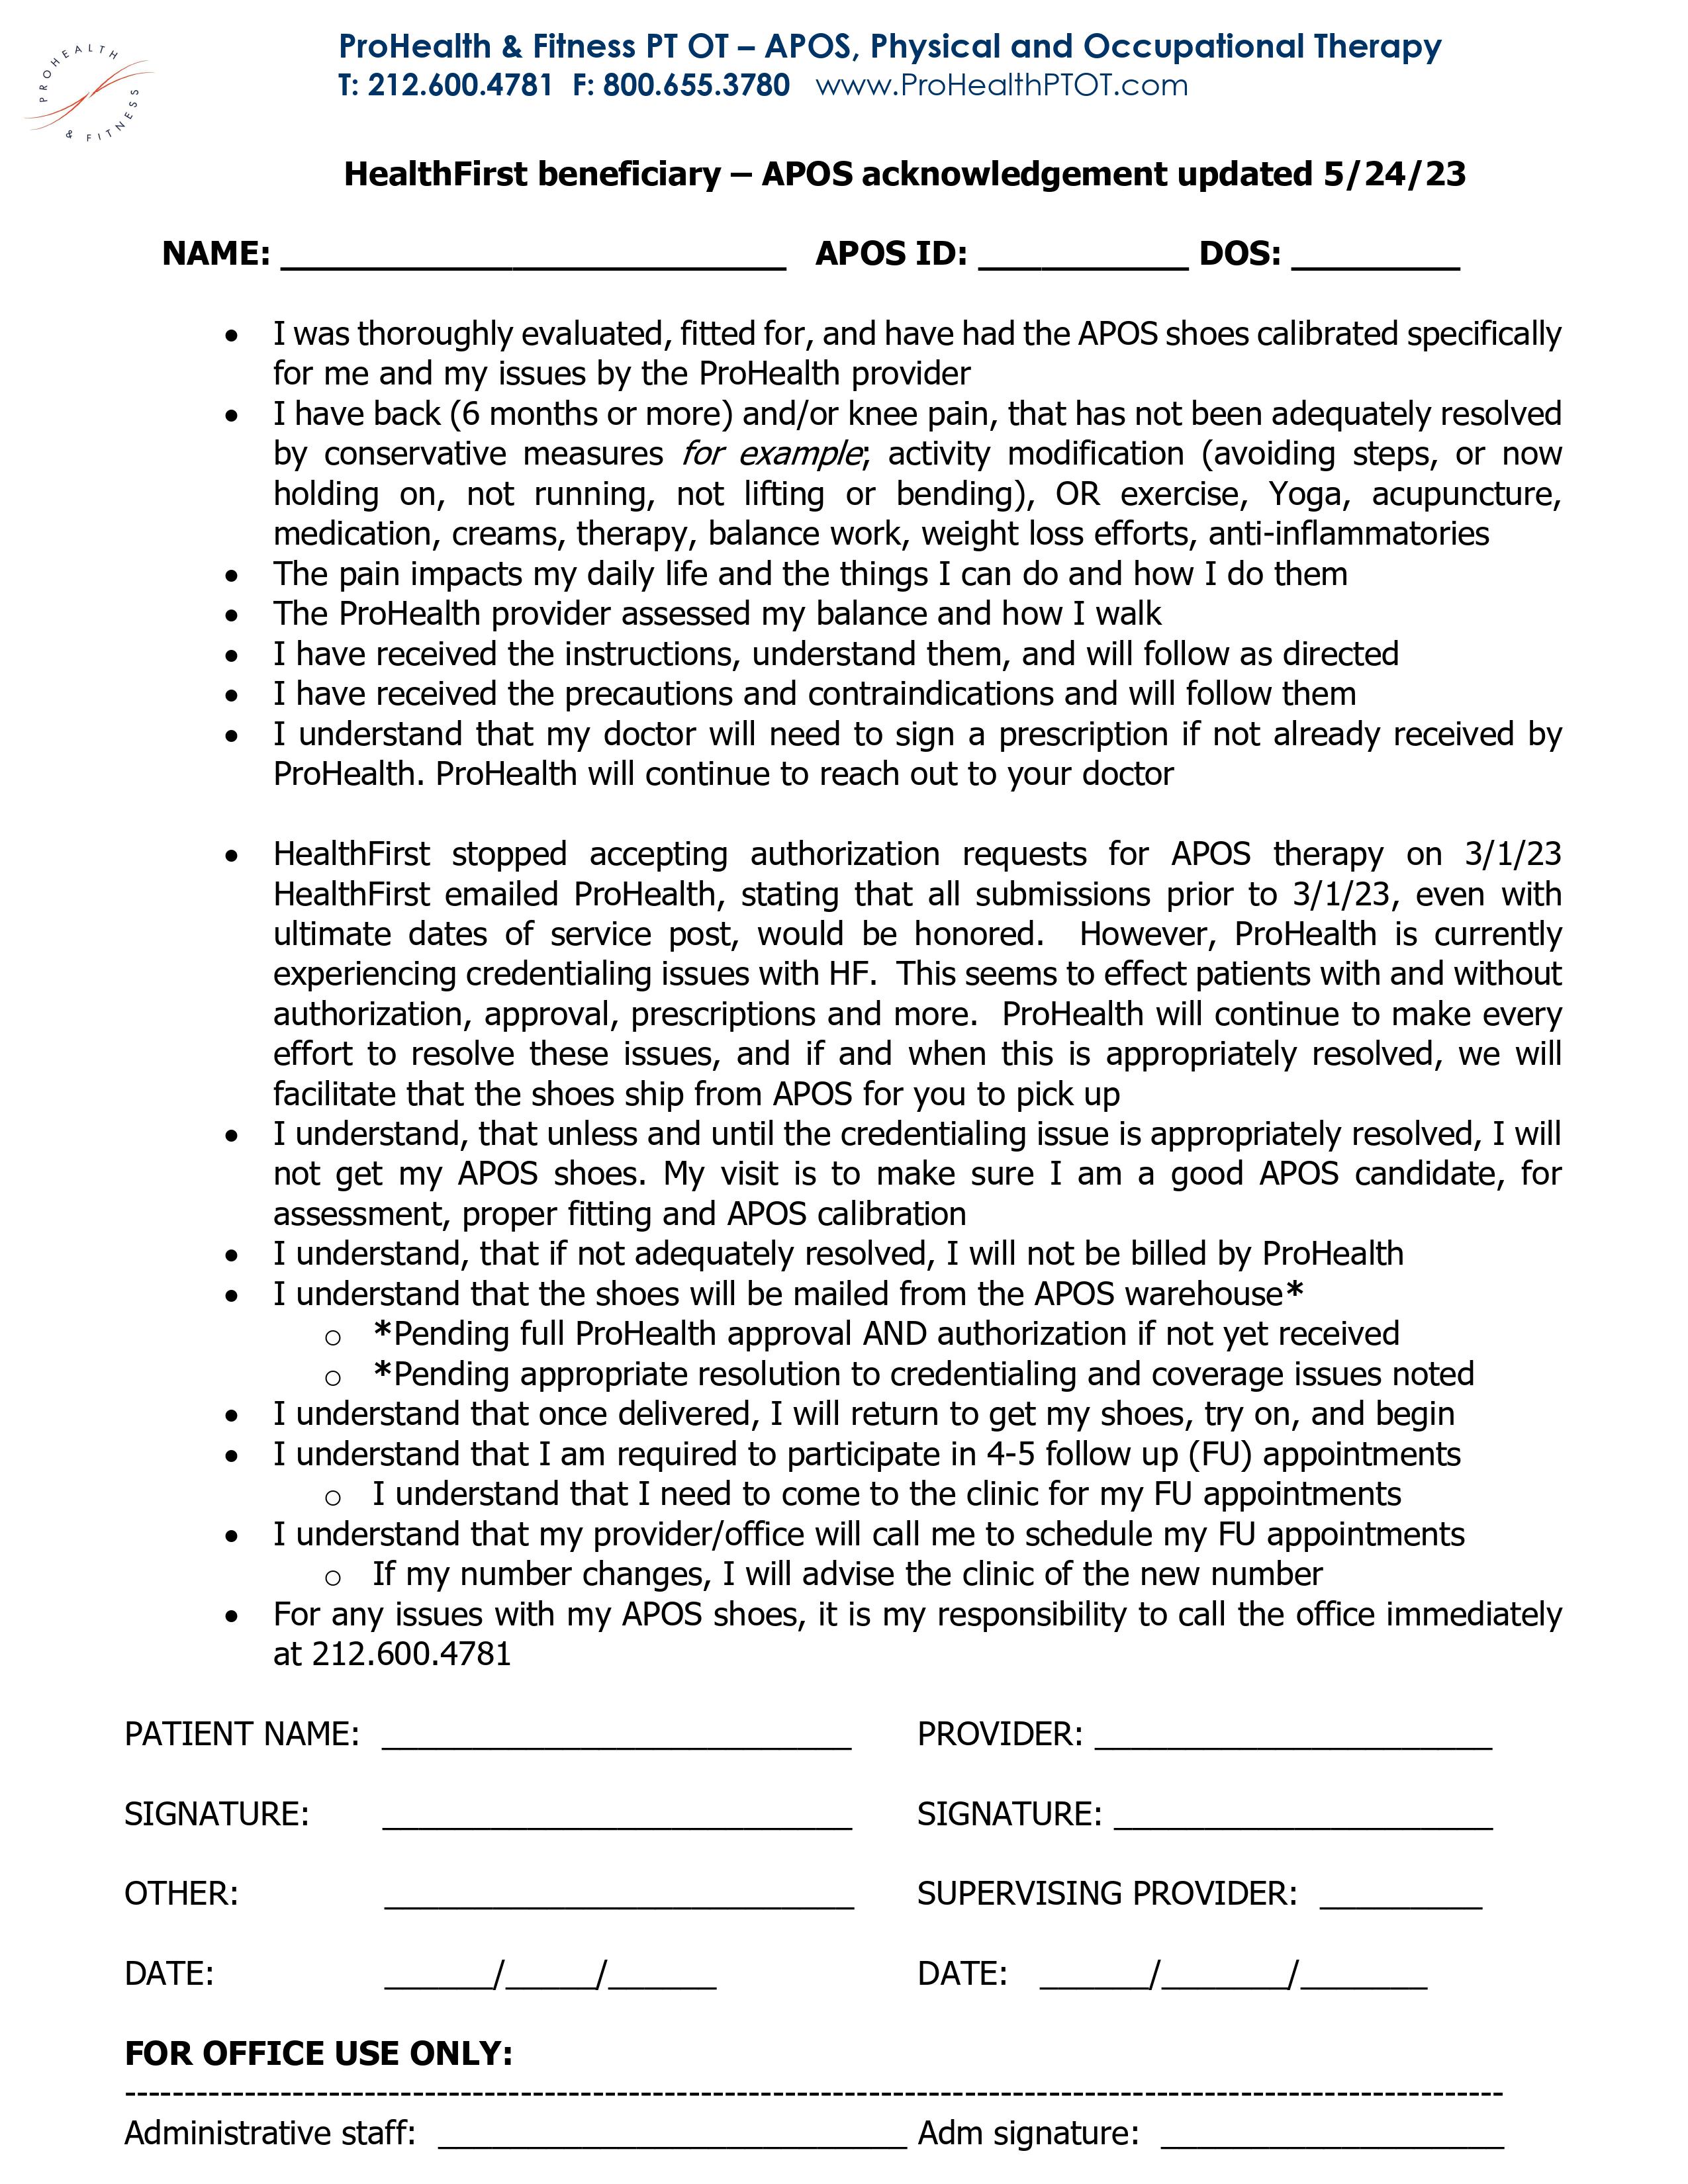 PROHEALTH
& FITNESS
ProHealth & Fitness PT OT – APOS, Physical and Occupational Therapy
T: 212.600.4781 F: 800.655.3780 www.ProHealthPTOT.com
HealthFirst beneficiary – APOS acknowledgement updated 5/24/23
NAME: ________________________ APOS ID: __________ DOS: ________
• I was thoroughly evaluated, fitted for, and have had the APOS shoes calibrated specifically
for me and my issues by the ProHealth provider
• I have back (6 months or more) and/or knee pain, that has not been adequately resolved
by conservative measures for example; activity modification (avoiding steps, or now
holding on, not running, not lifting or bending), OR exercise, Yoga, acupuncture,
medication, creams, therapy, balance work, weight loss efforts, anti-inflammatories
• The pain impacts my daily life and the things I can do and how I do them
• The ProHealth provider assessed my balance and how I walk
• I have received the instructions, understand them, and will follow as directed
• I have received the precautions and contraindications and will follow them
• I understand that my doctor will need to sign a prescription if not already received by
ProHealth. ProHealth will continue to reach out to your doctor
• HealthFirst stopped accepting authorization requests for APOS therapy on 3/1/23
HealthFirst emailed ProHealth, stating that all submissions prior to 3/1/23, even with
ultimate dates of service post, would be honored. However, ProHealth is currently
experiencing credentialing issues with HF. This seems to effect patients with and without
authorization, approval, prescriptions and more. ProHealth will continue to make every
effort to resolve these issues, and if and when this is appropriately resolved, we will
facilitate that the shoes ship from APOS for you to pick up
• I understand, that unless and until the credentialing issue is appropriately resolved, I will
not get my APOS shoes. My visit is to make sure I am a good APOS candidate, for
assessment, proper fitting and APOS calibration
• I understand, that if not adequately resolved, I will not be billed by ProHealth
• I understand that the shoes will be mailed from the APOS warehouse*
o *Pending full ProHealth approval AND authorization if not yet received
o *Pending appropriate resolution to credentialing and coverage issues noted
• I understand that once delivered, I will return to get my shoes, try on, and begin
• I understand that I am required to participate in 4-5 follow up (FU) appointments
o I understand that I need to come to the clinic for my FU appointments
• I understand that my provider/office will call me to schedule my FU appointments
o If my number changes, I will advise the clinic of the new number
• For any issues with my APOS shoes, it is my responsibility to call the office immediately
at 212.600.4781
PATIENT NAME: __________________________ PROVIDER: ______________________
SIGNATURE: __________________________ SIGNATURE: _____________________
OTHER: __________________________ SUPERVISING PROVIDER: _________
DATE: ______/_____/______ DATE: ______/_______/_______
FOR OFFICE USE ONLY:
--------------------------------------------------------------------------------------------------------------------
Administrative staff: __________________________ Adm signature: ___________________